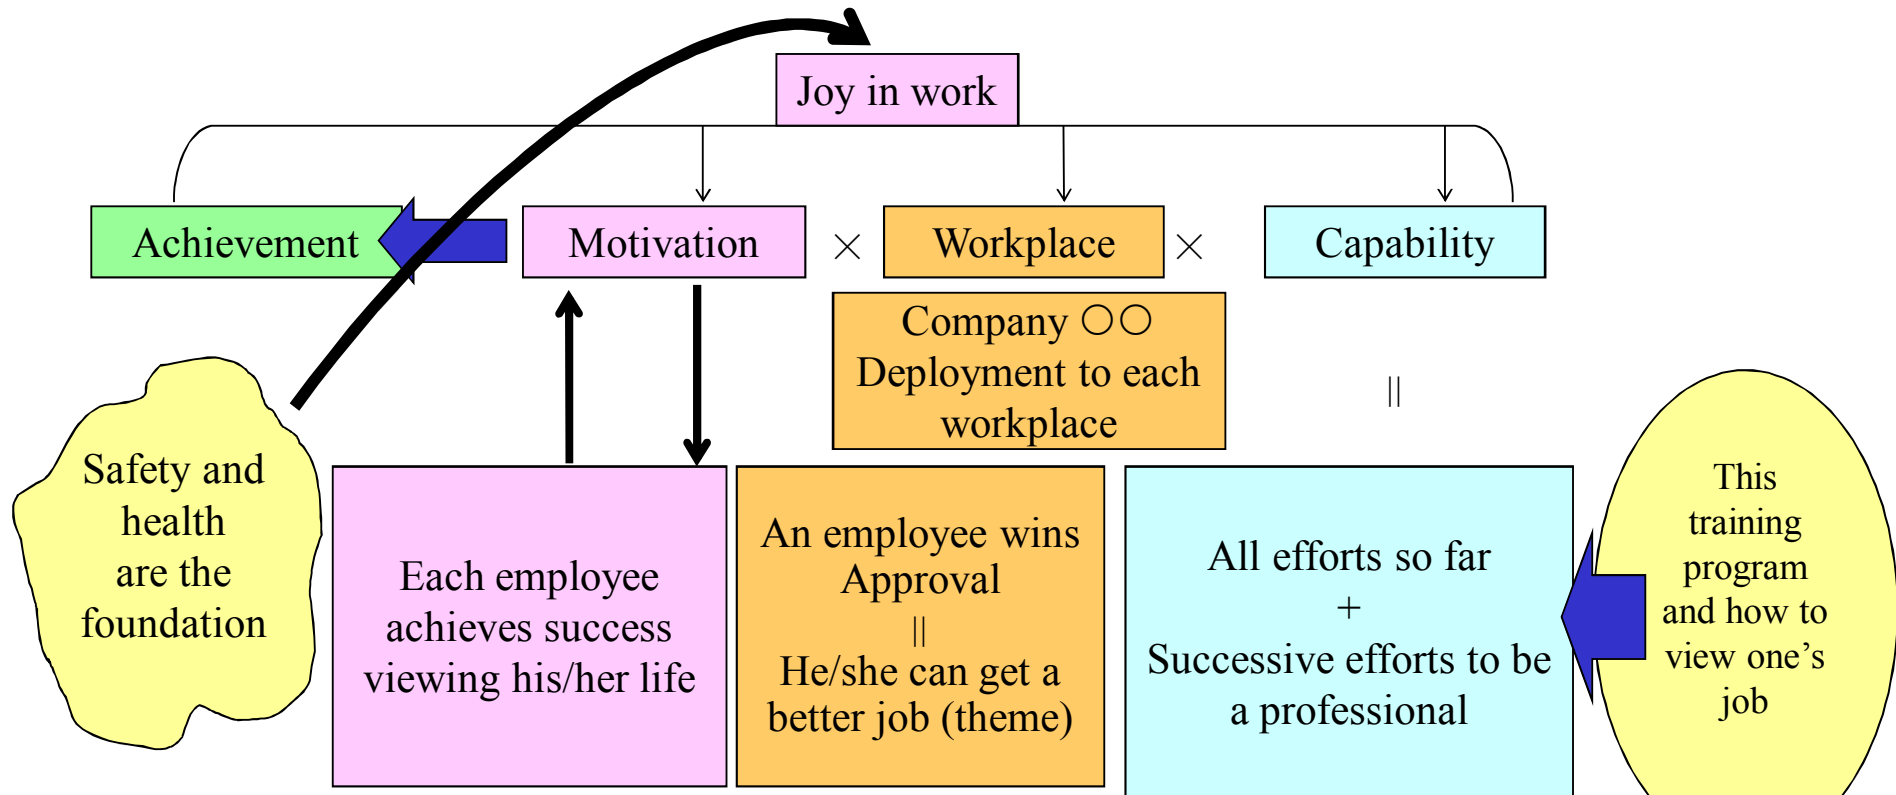 Joy in work
Achievement
Motivation
×
Workplace
×
Capability
Company ○○
Deployment to each
workplace
||
Safety and
health
are the
foundation
Each employee
achieves success
viewing his/her life
An employee wins
Approval
||
He/she can get a
better job (theme)
All efforts so far
+
Successive efforts to be
a professional
This
training
program
and how to
view one’s
job